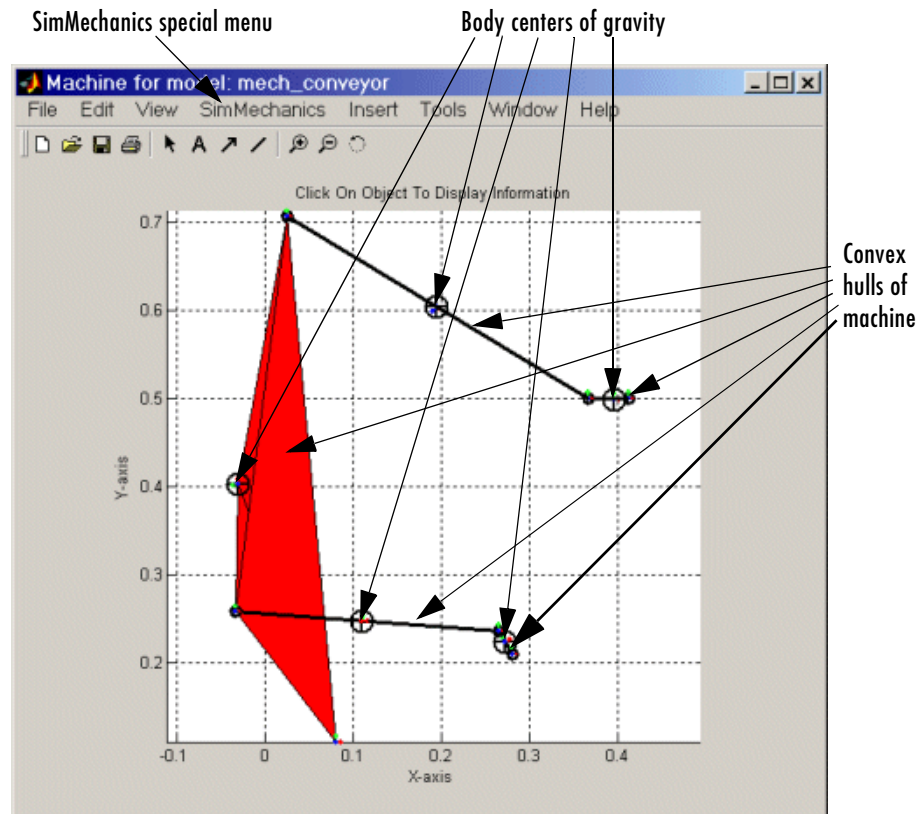 SimMechanics special menu
Body centers of gravity
Machine for model: mech_conveyor
File Edit View SimMechanics Insert Tools Window Help
A
Click On Object To Display Information
Convex
hulls of
machine
0.7
0.6
0.5
0.4
0.3
0.2
Y-axis
-0.1 0 0.1 0.2 0.3 0.4
X-axis